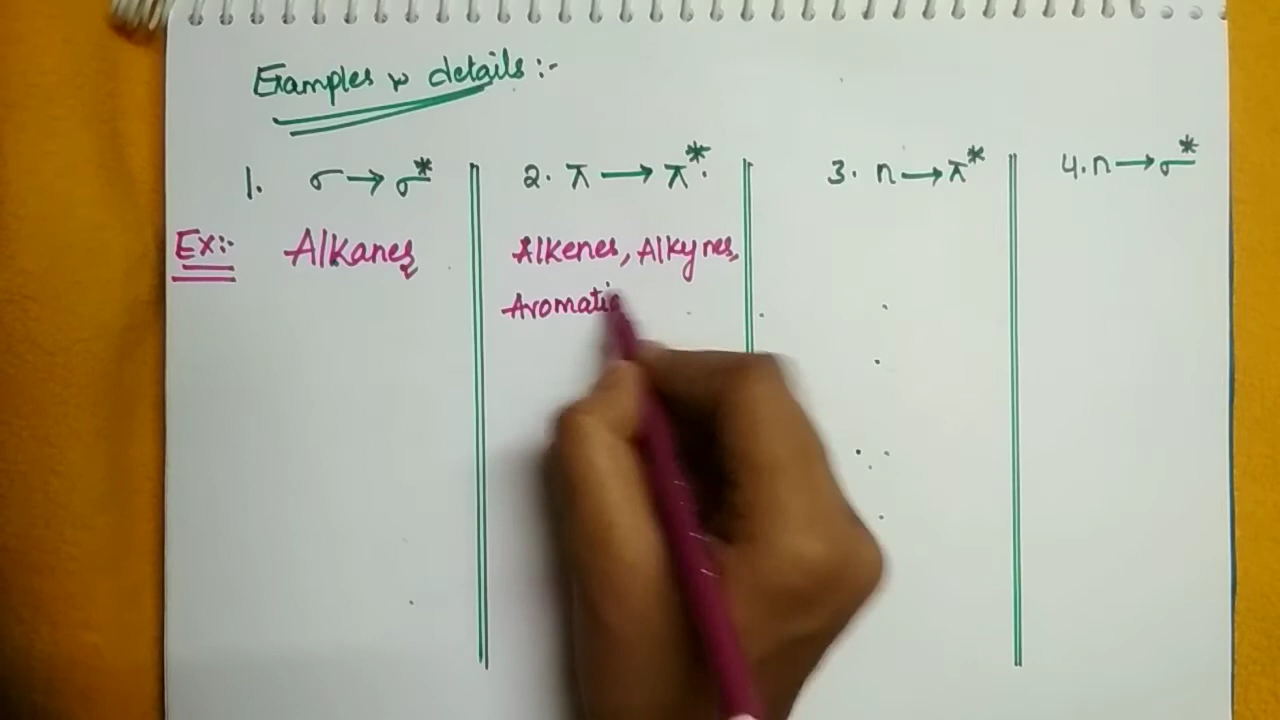 Examples & details :-
1. σ → σ* 2. π → π*. 3. n → π* 4. n → σ*
Ex:- Alkanes Alkenes, Alkynes,
Aromatic